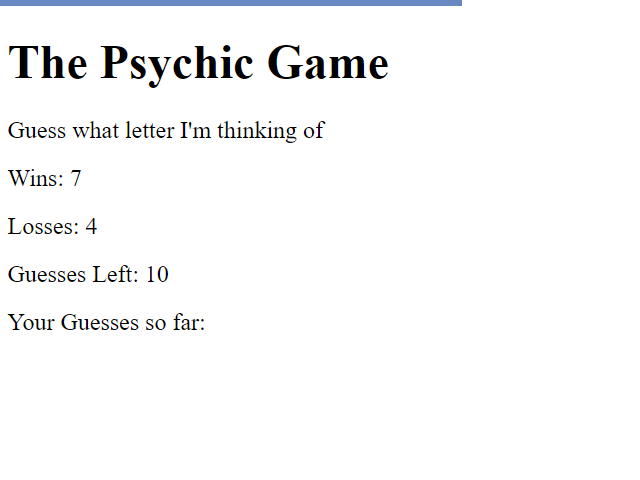 The Psychic Game
Guess what letter I'm thinking of
Wins: 7
Losses: 4
Guesses Left: 10
Your Guesses so far: